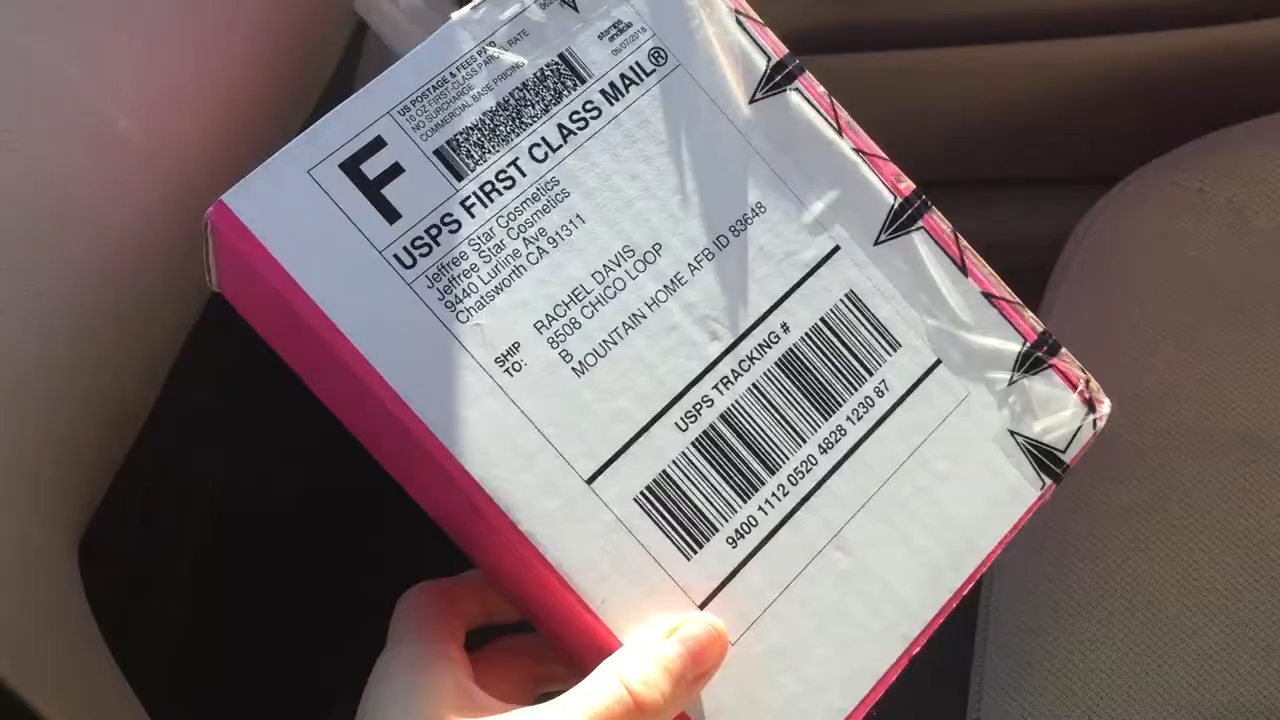 US POSTAGE & FEES PAID
10 OZ FIRST-CLASS PARCEL RATE
NO SURCHARGE
COMMERCIAL BASE PRICING
stamps
endicia
06/07/2018
F
USPS FIRST CLASS MAIL®
Jeffree Star Cosmetics
Jeffree Star Cosmetics
9440 Lurline Ave
Chatsworth CA 91311
SHIP
TO:
RACHEL DAVIS
8508 CHICO LOOP
B
MOUNTAIN HOME AFB ID 83648
USPS TRACKING #
9400 1112 0520 4828 1230 87